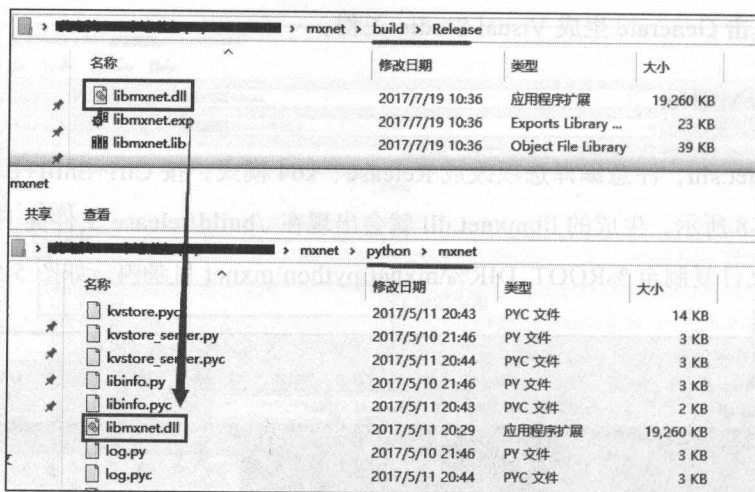 mxnet > build > Release
名称 修改日期 类型 大小
libmxnet.dll 2017/7/19 10:36 应用程序扩展 19,260 KB
libmxnet.exp 2017/7/19 10:36 Exports Library ... 23 KB
libmxnet.lib 2017/7/19 10:36 Object File Library 39 KB
mxnet
共享 查看
mxnet > python > mxnet
名称 修改日期 类型 大小
kvstore.pyc 2017/5/11 20:43 PYC 文件 14 KB
kvstore_server.py 2017/5/10 21:46 PY 文件 3 KB
kvstore_server.pyc 2017/5/11 20:44 PYC 文件 3 KB
libinfo.py 2017/5/10 21:46 PY 文件 3 KB
libinfo.pyc 2017/5/11 20:43 PYC 文件 2 KB
libmxnet.dll 2017/5/11 20:29 应用程序扩展 19,260 KB
log.py 2017/5/10 21:46 PY 文件 3 KB
log.pyc 2017/5/11 20:44 PYC 文件 3 KB